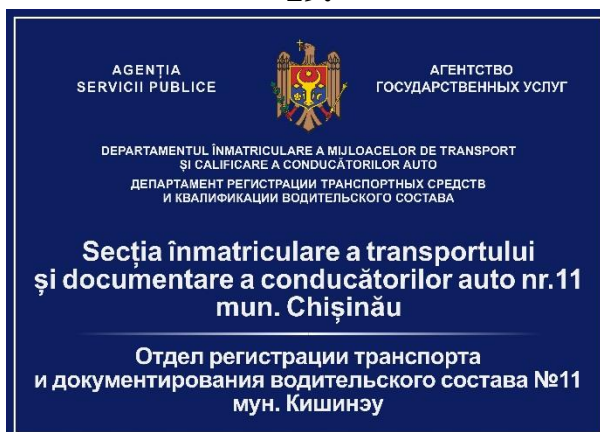 AGENȚIA
SERVICII PUBLICE
АГЕНТСТВО
ГОСУДАРСТВЕННЫХ УСЛУГ
DEPARTAMENTUL ÎNMATRICULARE A MIJLOACELOR DE TRANSPORT
ȘI CALIFICARE A CONDUCĂTORILOR AUTO
ДЕПАРТАМЕНТ РЕГИСТРАЦИИ ТРАНСПОРТНЫХ СРЕДСТВ
И КВАЛИФИКАЦИИ ВОДИТЕЛЬСКОГО СОСТАВА
Secția înmatriculare a transportului
și documentare a conducătorilor auto nr.11
mun. Chișinău
Отдел регистрации транспорта
и документирования водительского состава №11
мун. Кишинэу